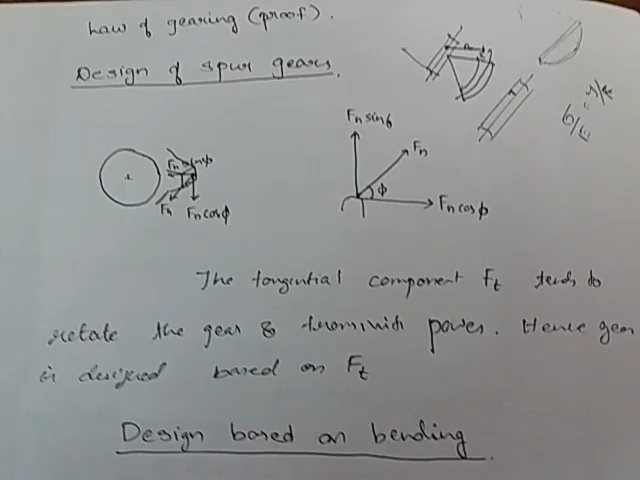 Law of gearing (proof).
Design of spur gears.
σ/E = y/R
Fn sinϕ
Fn
Fn sinϕ
ϕ
Fn
Fn cosϕ
Fn cosϕ
The tangential component Ft tends to
rotate the gear & transmits power. Hence gear
is designed based on Ft
Design based on bending.